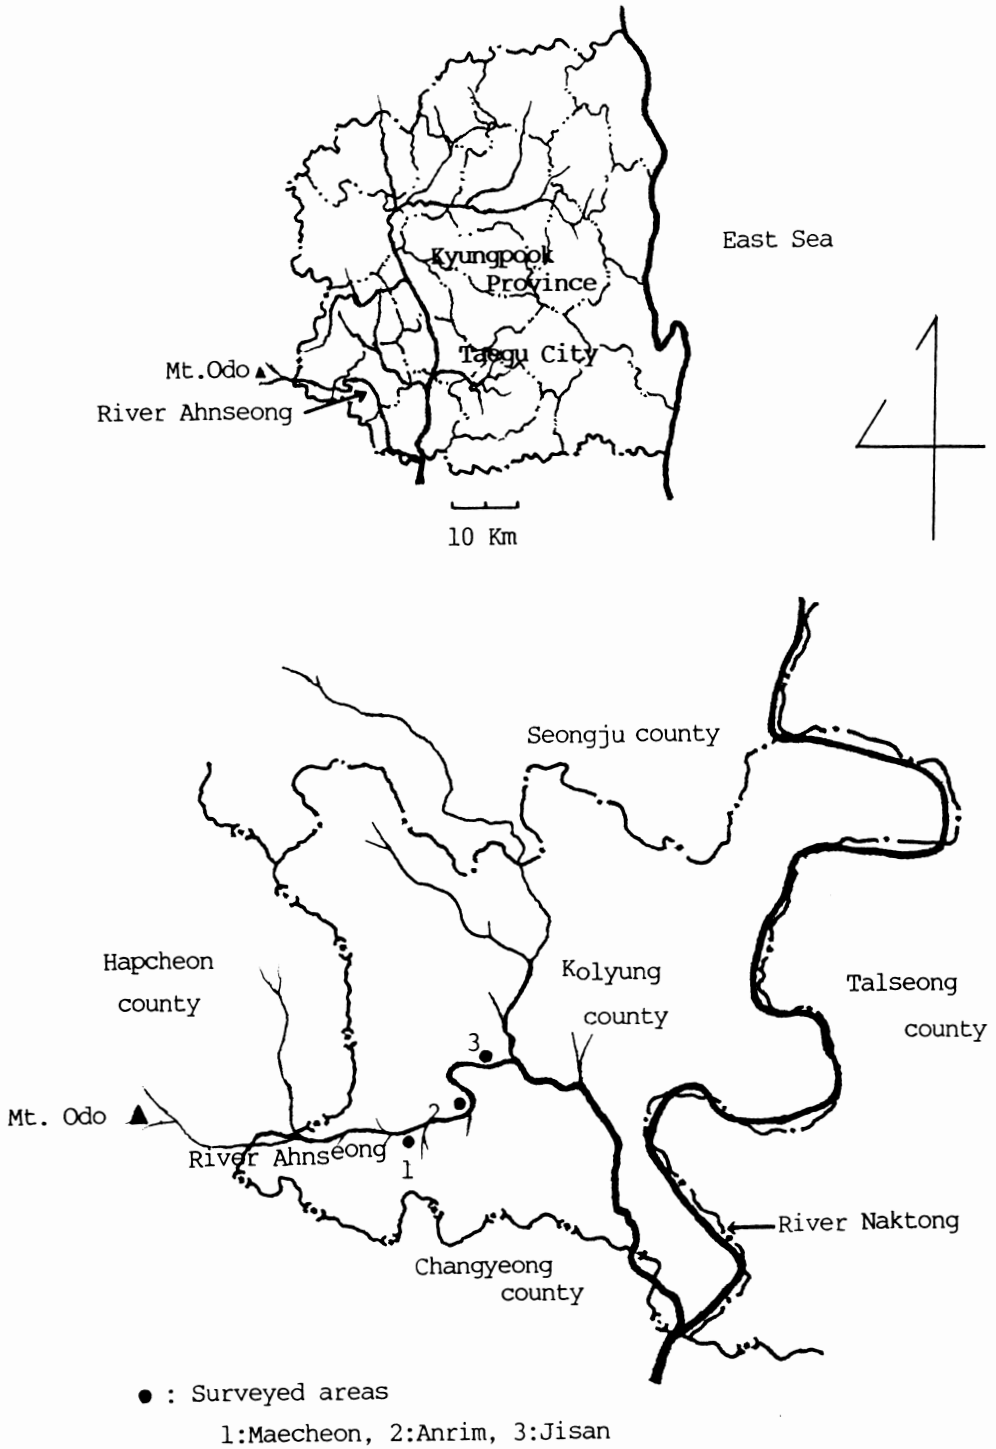 East Sea
Kyungpook
Province
Taegu City
Mt.Odo
River Ahnseong
10 Km
Seongju county
Hapcheon
county
Kolyung
county
Talseong
county
3
Mt. Odo
2
River Ahnseong
1
River Naktong
Changyeong
county
: Surveyed areas
1:Maecheon, 2:Anrim, 3:Jisan